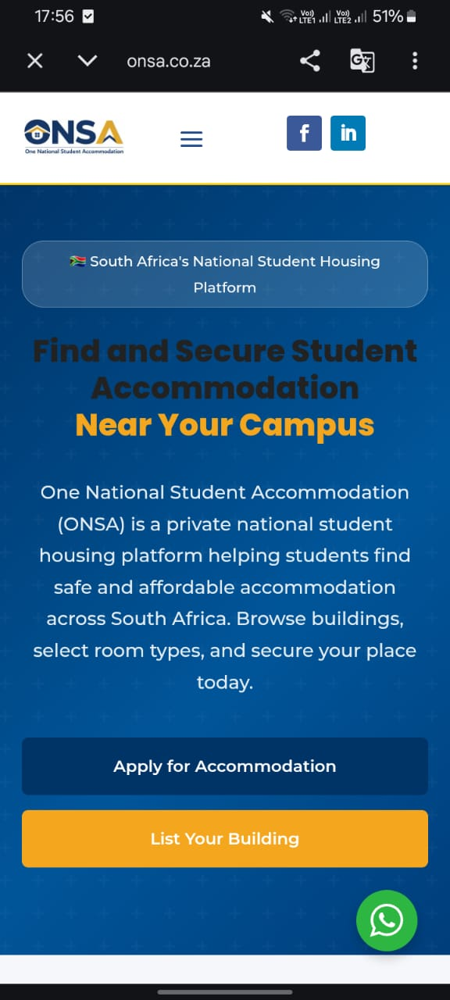 17:56
Vo)) LTE1 Vo)) LTE2 51%
onsa.co.za
ONSA
One National Student Accommodation
f in
🇿🇦 South Africa's National Student Housing
Platform
Find and Secure Student
Accommodation
Near Your Campus
One National Student Accommodation
(ONSA) is a private national student
housing platform helping students find
safe and affordable accommodation
across South Africa. Browse buildings,
select room types, and secure your place
today.
Apply for Accommodation
List Your Building